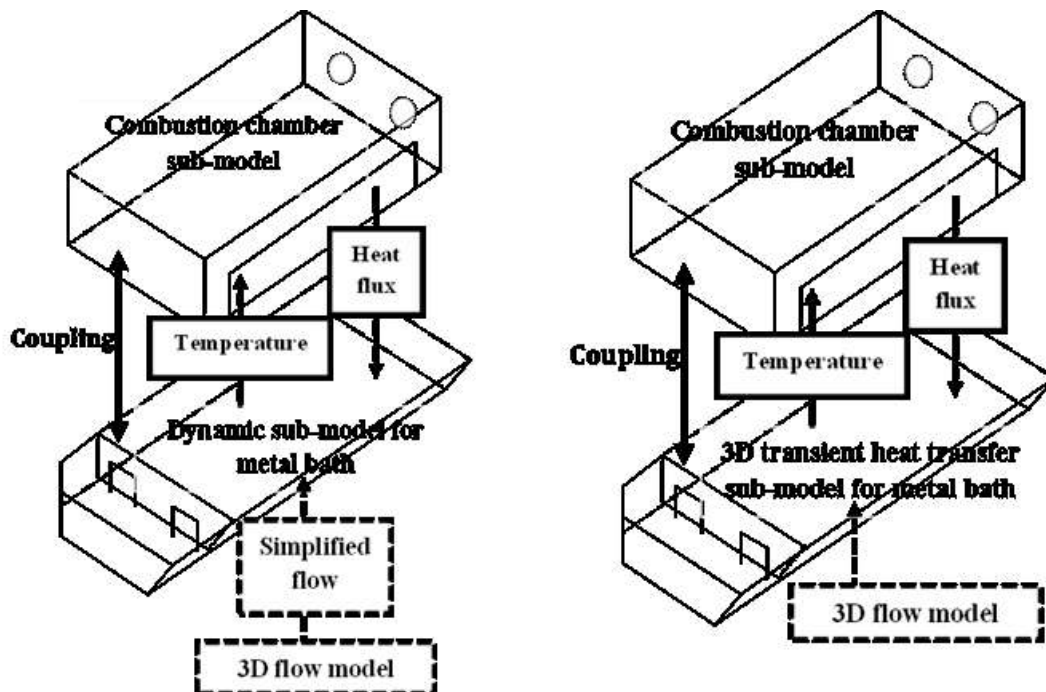 Combustion chamber
sub-model
Heat
flux
Coupling
Temperature
Dynamic sub-model for
metal bath
Simplified
flow
3D flow model
Combustion chamber
sub-model
Heat
flux
Coupling
Temperature
3D transient heat transfer
sub-model for metal bath
3D flow model